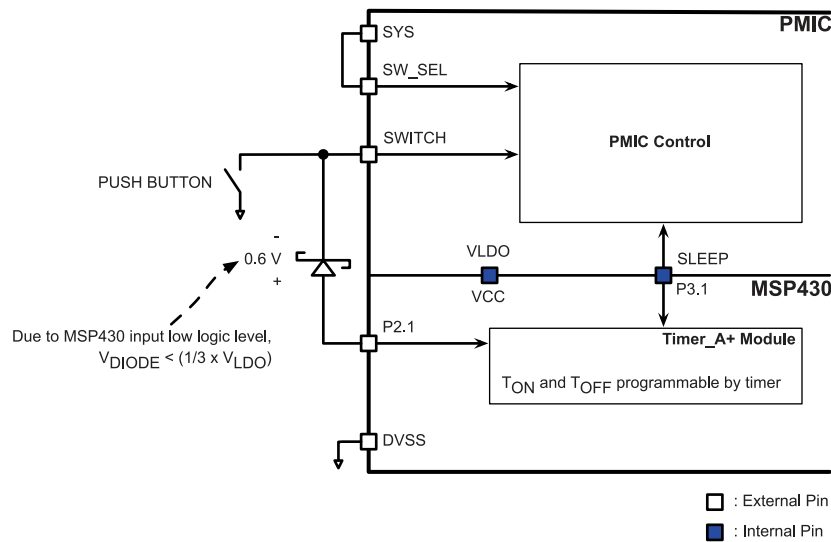 SYS
PMIC
SW_SEL
SWITCH
PMIC Control
PUSH BUTTON
-
0.6 V
+
VLDO
SLEEP
VCC
P3.1
MSP430
Due to MSP430 input low logic level,
VDIODE < (1/3 x VLDO)
P2.1
Timer_A+ Module
TON and TOFF programmable by timer
DVSS
: External Pin
: Internal Pin